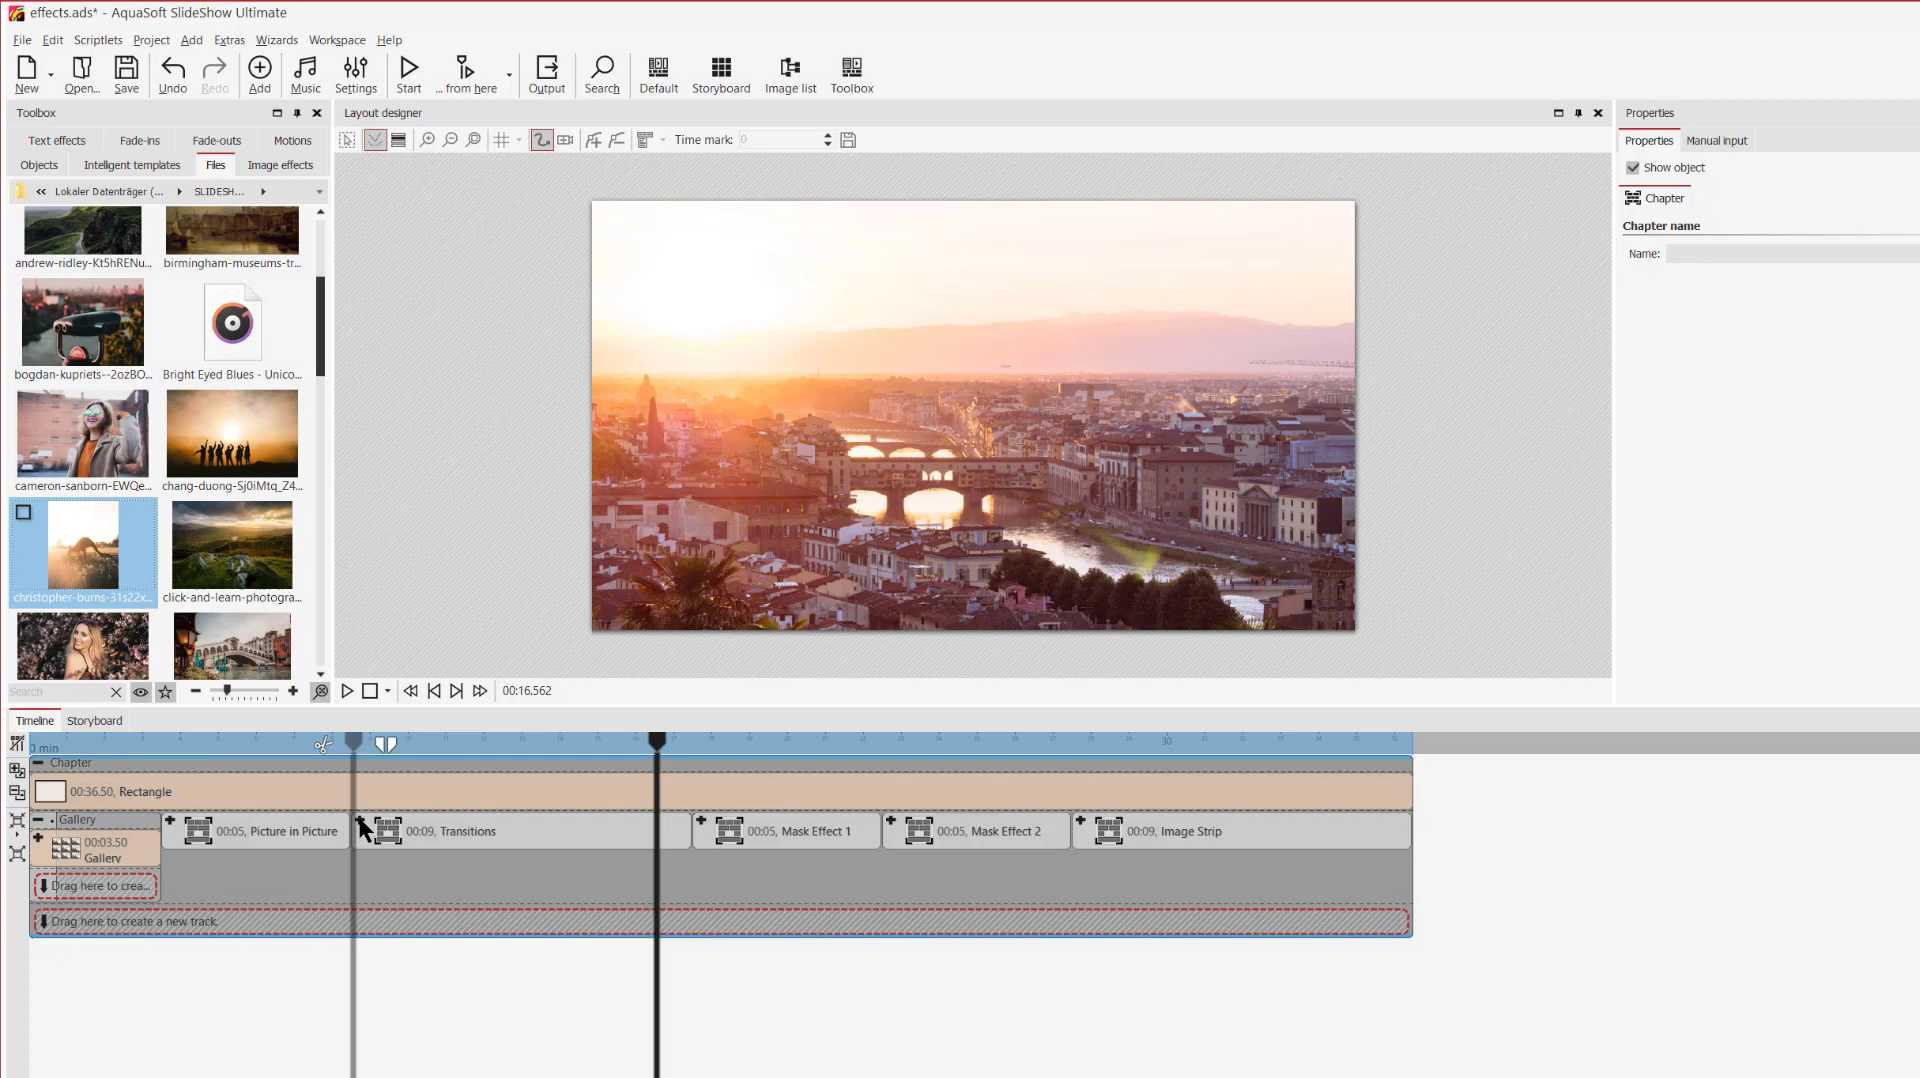 effects.ads* - AquaSoft SlideShow Ultimate
File Edit Scriptlets Project Add Extras Wizards Workspace Help
New Open... Save Undo Redo Add Music Settings Start ... from here Output Search Default Storyboard Image list Toolbox
Toolbox
Text effects Fade-ins Fade-outs Motions
Objects Inteligent templates Files Image effects
« Lokaler Datenträger (... SLIDESH...
andrew-ridley-Kt5hRENu... birmingham-museums-tr...
bogdan-kupriets--2ozBO... Bright Eyed Blues - Unico...
cameron-sanborn-EWQe... chang-duong-Sj0iMtq_Z4...
christopher-burns-31s22x... click-and-learn-photogra...
Search
Layout designer
Time mark: 0
00:16.562
Properties
Properties Manual input
Show object
Chapter
Chapter name
Name:
Timeline Storyboard
0 min
30
Chapter
00:36.50, Rectangle
Gallery
00:03.50
Gallery
00:05, Picture in Picture
00:09, Transitions
00:05, Mask Effect 1
00:05, Mask Effect 2
00:09, Image Strip
Drag here to crea...
Drag here to create a new track.